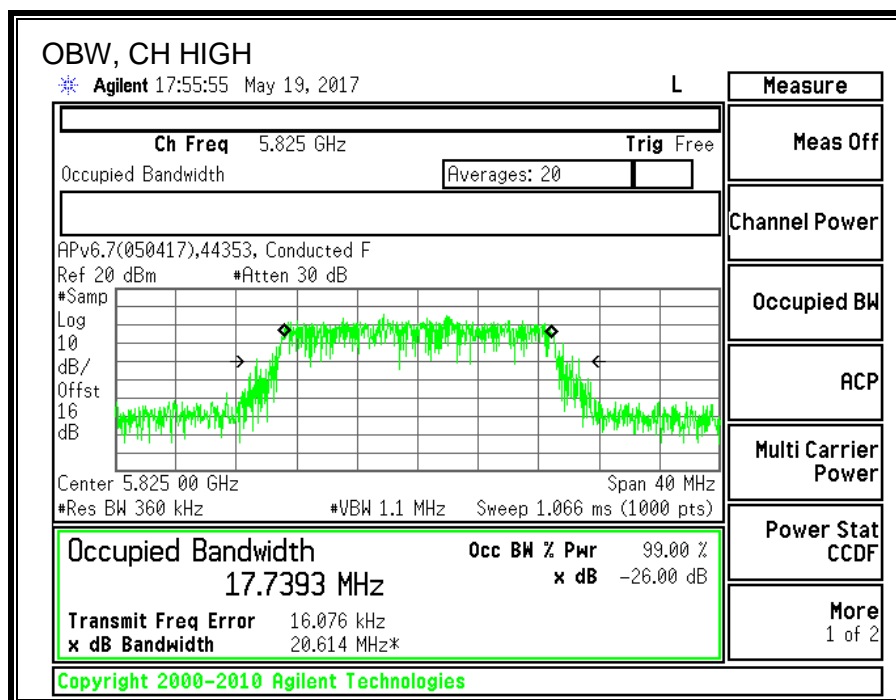 OBW, CH HIGH
Agilent 17:55:55 May 19, 2017 L
Measure
Ch Freq 5.825 GHz Trig Free
Meas Off
Occupied Bandwidth Averages: 20
Channel Power
APv6.7(050417),44353, Conducted F
Ref 20 dBm #Atten 30 dB
#Samp
Log
10
dB/
Offst
16
dB
Occupied BW
ACP
Center 5.825 00 GHz Span 40 MHz
#Res BW 360 kHz #VBW 1.1 MHz Sweep 1.066 ms (1000 pts)
Multi Carrier
Power
Occupied Bandwidth Occ BW % Pwr 99.00 %
17.7393 MHz x dB -26.00 dB
Transmit Freq Error 16.076 kHz
x dB Bandwidth 20.614 MHz*
Power Stat
CCDF
More
1 of 2
Copyright 2000-2010 Agilent Technologies